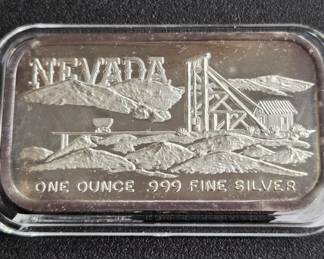 NEVADA
ONE OUNCE .999 FINE SILVER